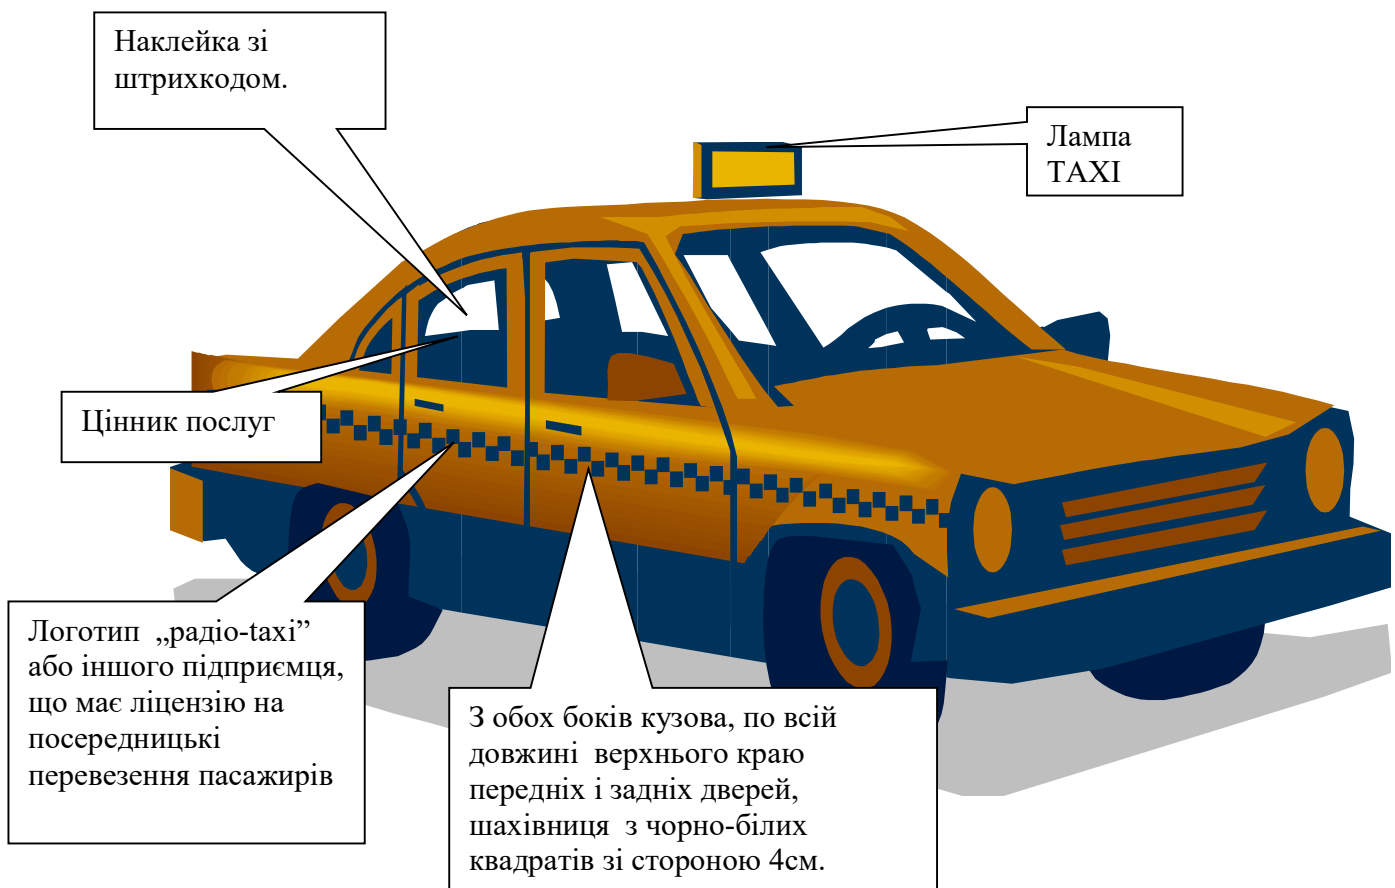 Наклейка зі
штрихкодом.
Лампа
TAXI
Цінник послуг
Логотип „радіо-taxi”
або іншого підприємця,
що має ліцензію на
посередницькі
перевезення пасажирів
З обох боків кузова, по всій
довжині верхнього краю
передніх і задніх дверей,
шахівниця з чорно-білих
квадратів зі стороною 4см.